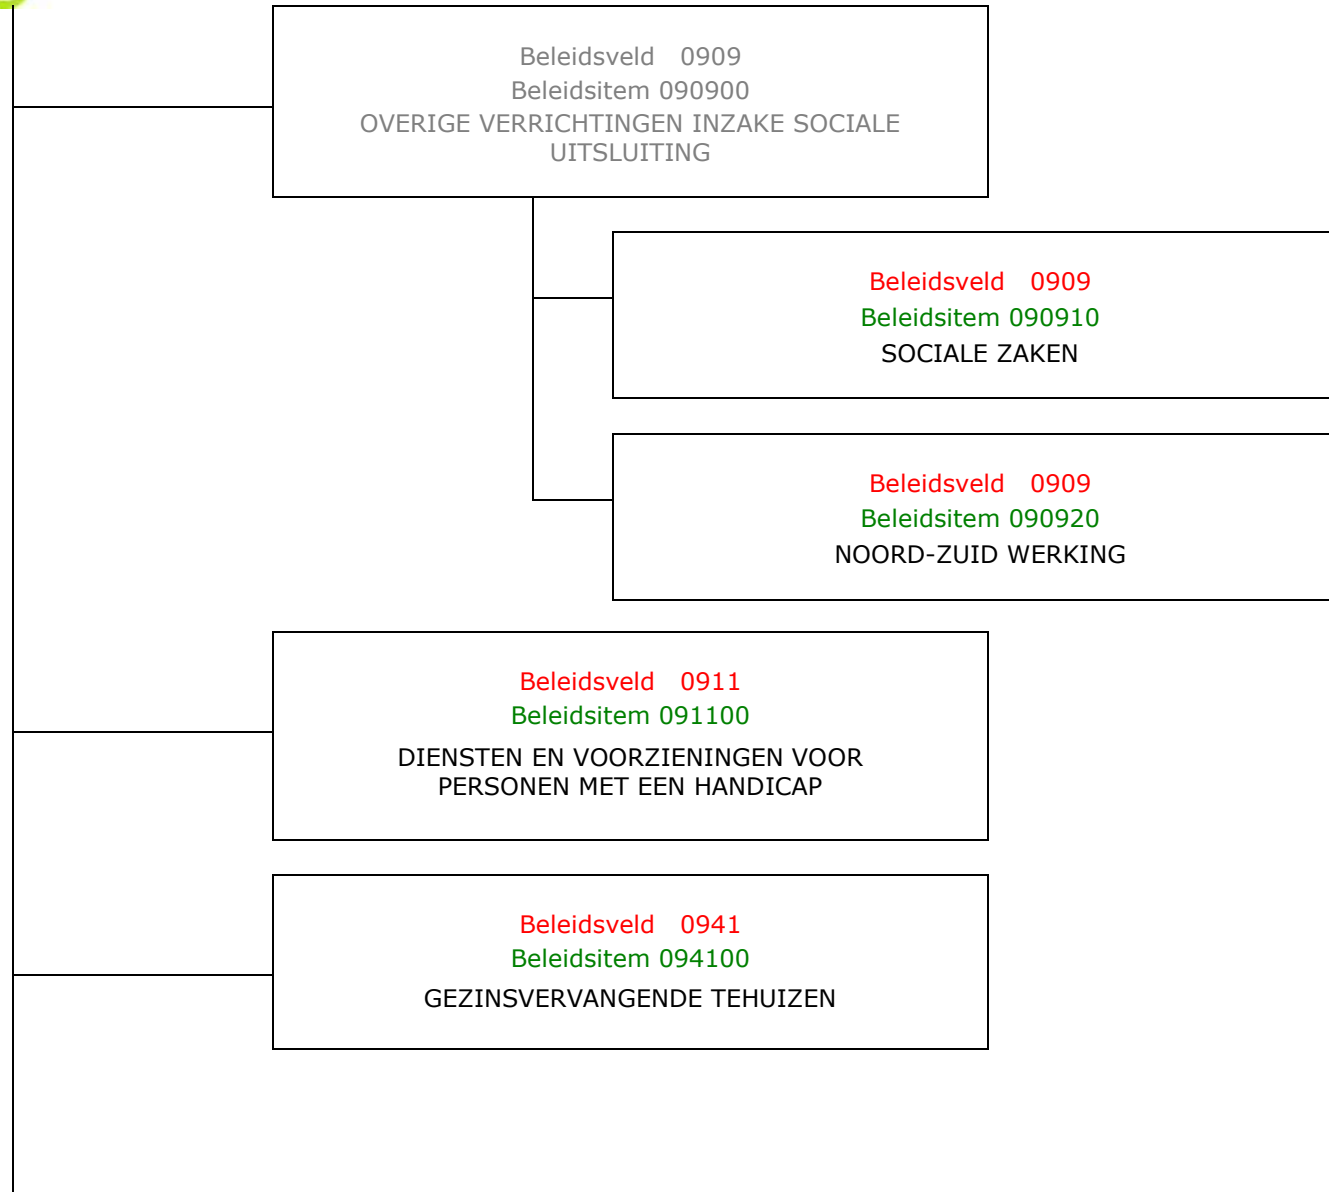 Beleidsveld 0909
Beleidsitem 090900
OVERIGE VERRICHTINGEN INZAKE SOCIALE
UITSLUITING
Beleidsveld 0909
Beleidsitem 090910
SOCIALE ZAKEN
Beleidsveld 0909
Beleidsitem 090920
NOORD-ZUID WERKING
Beleidsveld 0911
Beleidsitem 091100
DIENSTEN EN VOORZIENINGEN VOOR
PERSONEN MET EEN HANDICAP
Beleidsveld 0941
Beleidsitem 094100
GEZINSVERVANGENDE TEHUIZEN